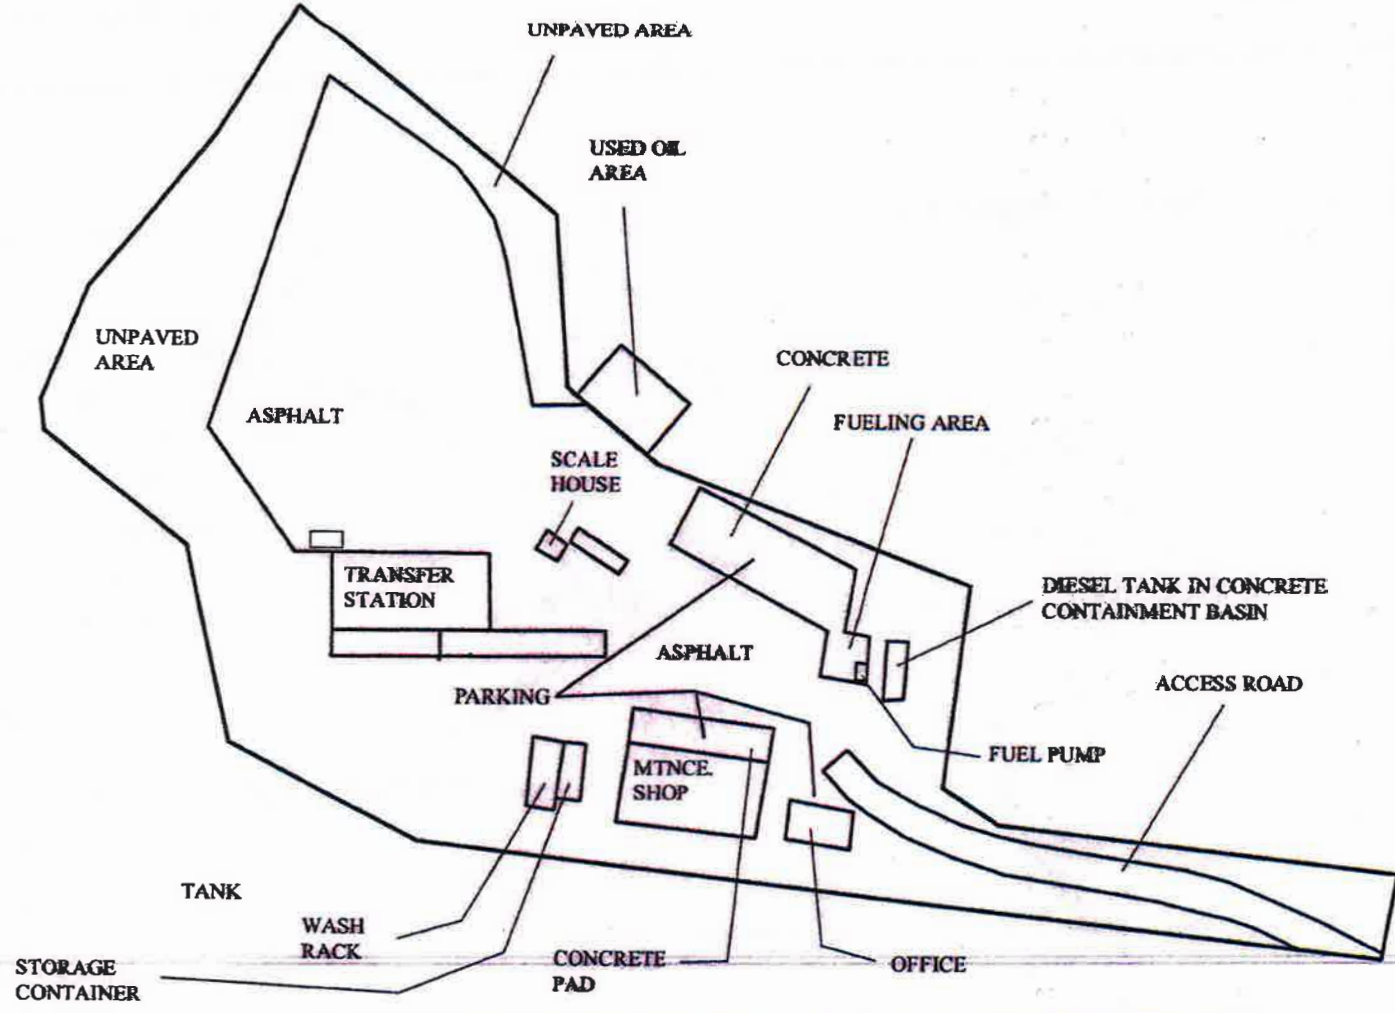 UNPAVED AREA
USED OIL
AREA
UNPAVED
AREA
CONCRETE
ASPHALT
FUELING AREA
SCALE
HOUSE
TRANSFER
STATION
DIESEL TANK IN CONCRETE
CONTAINMENT BASIN
ASPHALT
PARKING
ACCESS ROAD
FUEL PUMP
MTNCE.
SHOP
TANK
WASH
RACK
CONCRETE
PAD
OFFICE
STORAGE
CONTAINER